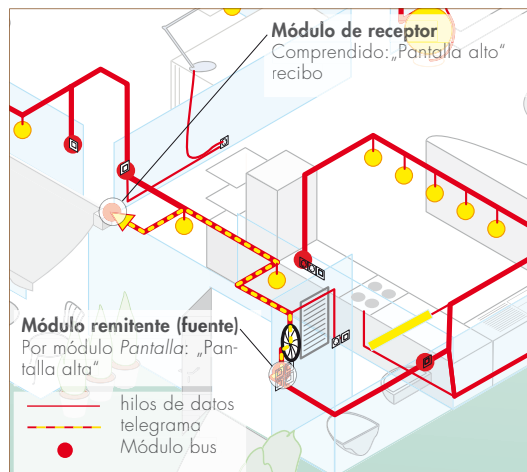 Módulo de receptor
Comprendido: „Pantalla alto“
recibo
Módulo remitente (fuente)
Por módulo Pantalla: „Pan-
talla alta“
hilos de datos
telegrama
Módulo bus